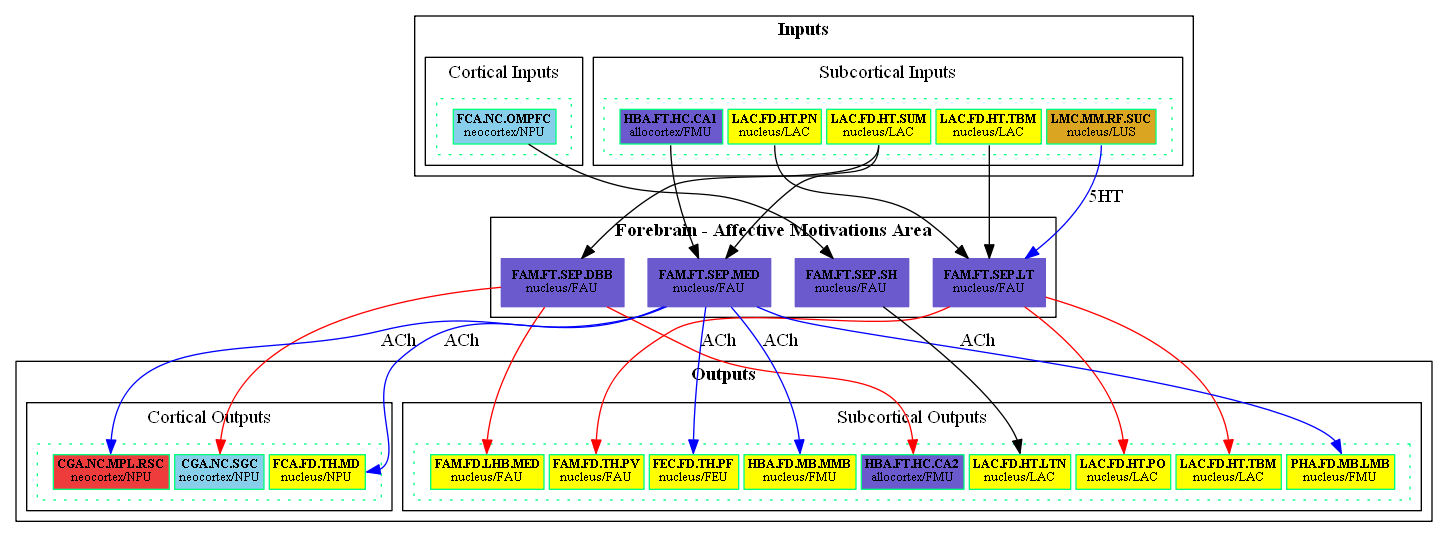 Inputs
Cortical Inputs
Subcortical Inputs
FCA.NC.OMPFC
neocortex/NPU
HBA.FT.HC.CA1
allocortex/FMU
LAC.FD.HT.PN
nucleus/LAC
LAC.FD.HT.SUM
nucleus/LAC
LAC.FD.HT.TBM
nucleus/LAC
LMC.MM.RF.SUC
nucleus/LUS
5HT
Forebrain - Affective Motivations Area
FAM.FT.SEP.DBB
nucleus/FAU
FAM.FT.SEP.MED
nucleus/FAU
FAM.FT.SEP.SH
nucleus/FAU
FAM.FT.SEP.LT
nucleus/FAU
ACh
ACh
ACh
ACh
ACh
Outputs
Cortical Outputs
Subcortical Outputs
CGA.NC.MPL.RSC
neocortex/NPU
CGA.NC.SGC
neocortex/NPU
FCA.FD.TH.MD
nucleus/NPU
FAM.FD.LHB.MED
nucleus/FAU
FAM.FD.TH.PV
nucleus/FAU
FEC.FD.TH.PF
nucleus/FEU
HBA.FD.MB.MMB
nucleus/FMU
HBA.FT.HC.CA2
allocortex/FMU
LAC.FD.HT.LTN
nucleus/LAC
LAC.FD.HT.PO
nucleus/LAC
LAC.FD.HT.TBM
nucleus/LAC
PHA.FD.MB.LMB
nucleus/FMU